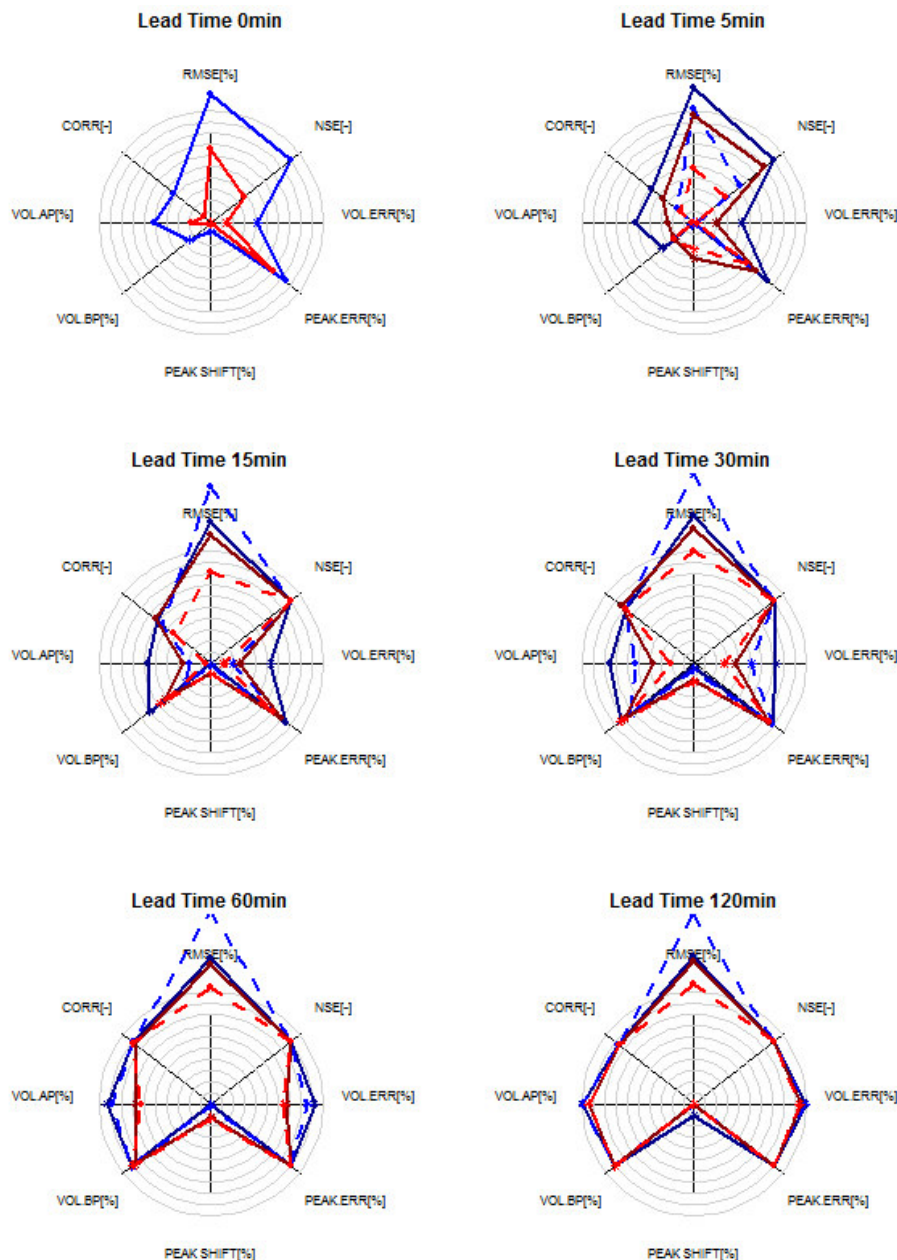 Lead Time 0min
RMSE[%]
CORR[-]
NSE[-]
VOL.AP[%]
VOL.ERR[%]
VOL.BP[%]
PEAK.ERR[%]
PEAK SHIFT[%]
Lead Time 5min
RMSE[%]
CORR[-]
NSE[-]
VOL.AP[%]
VOL.ERR[%]
VOL.BP[%]
PEAK.ERR[%]
PEAK SHIFT[%]
Lead Time 15min
RMSE[%]
CORR[-]
NSE[-]
VOL.AP[%]
VOL.ERR[%]
VOL.BP[%]
PEAK.ERR[%]
PEAK SHIFT[%]
Lead Time 30min
RMSE[%]
CORR[-]
NSE[-]
VOL.AP[%]
VOL.ERR[%]
VOL.BP[%]
PEAK.ERR[%]
PEAK SHIFT[%]
Lead Time 60min
RMSE[%]
CORR[-]
NSE[-]
VOL.AP[%]
VOL.ERR[%]
VOL.BP[%]
PEAK.ERR[%]
PEAK SHIFT[%]
Lead Time 120min
RMSE[%]
CORR[-]
NSE[-]
VOL.AP[%]
VOL.ERR[%]
VOL.BP[%]
PEAK.ERR[%]
PEAK SHIFT[%]